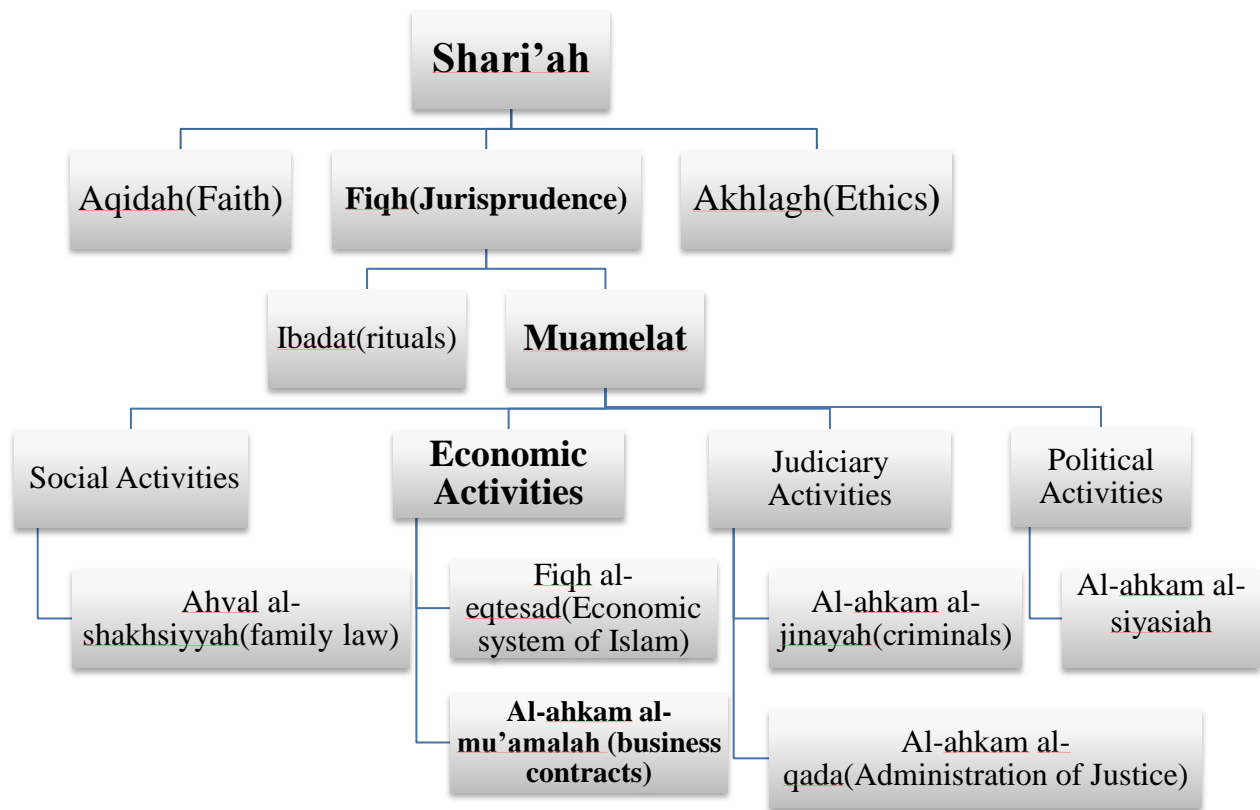 Shari’ah
Aqidah(Faith)
Fiqh(Jurisprudence)
Akhlagh(Ethics)
Ibadat(rituals)
Muamelat
Social Activities
Economic
Activities
Judiciary
Activities
Political
Activities
Ahval al-
shakhsiyyah(family law)
Fiqh al-
eqtesad(Economic
system of Islam)
Al-ahkam al-
jinayah(criminals)
Al-ahkam al-
siyasiah
Al-ahkam al-
mu’amalah (business
contracts)
Al-ahkam al-
qada(Administration of Justice)